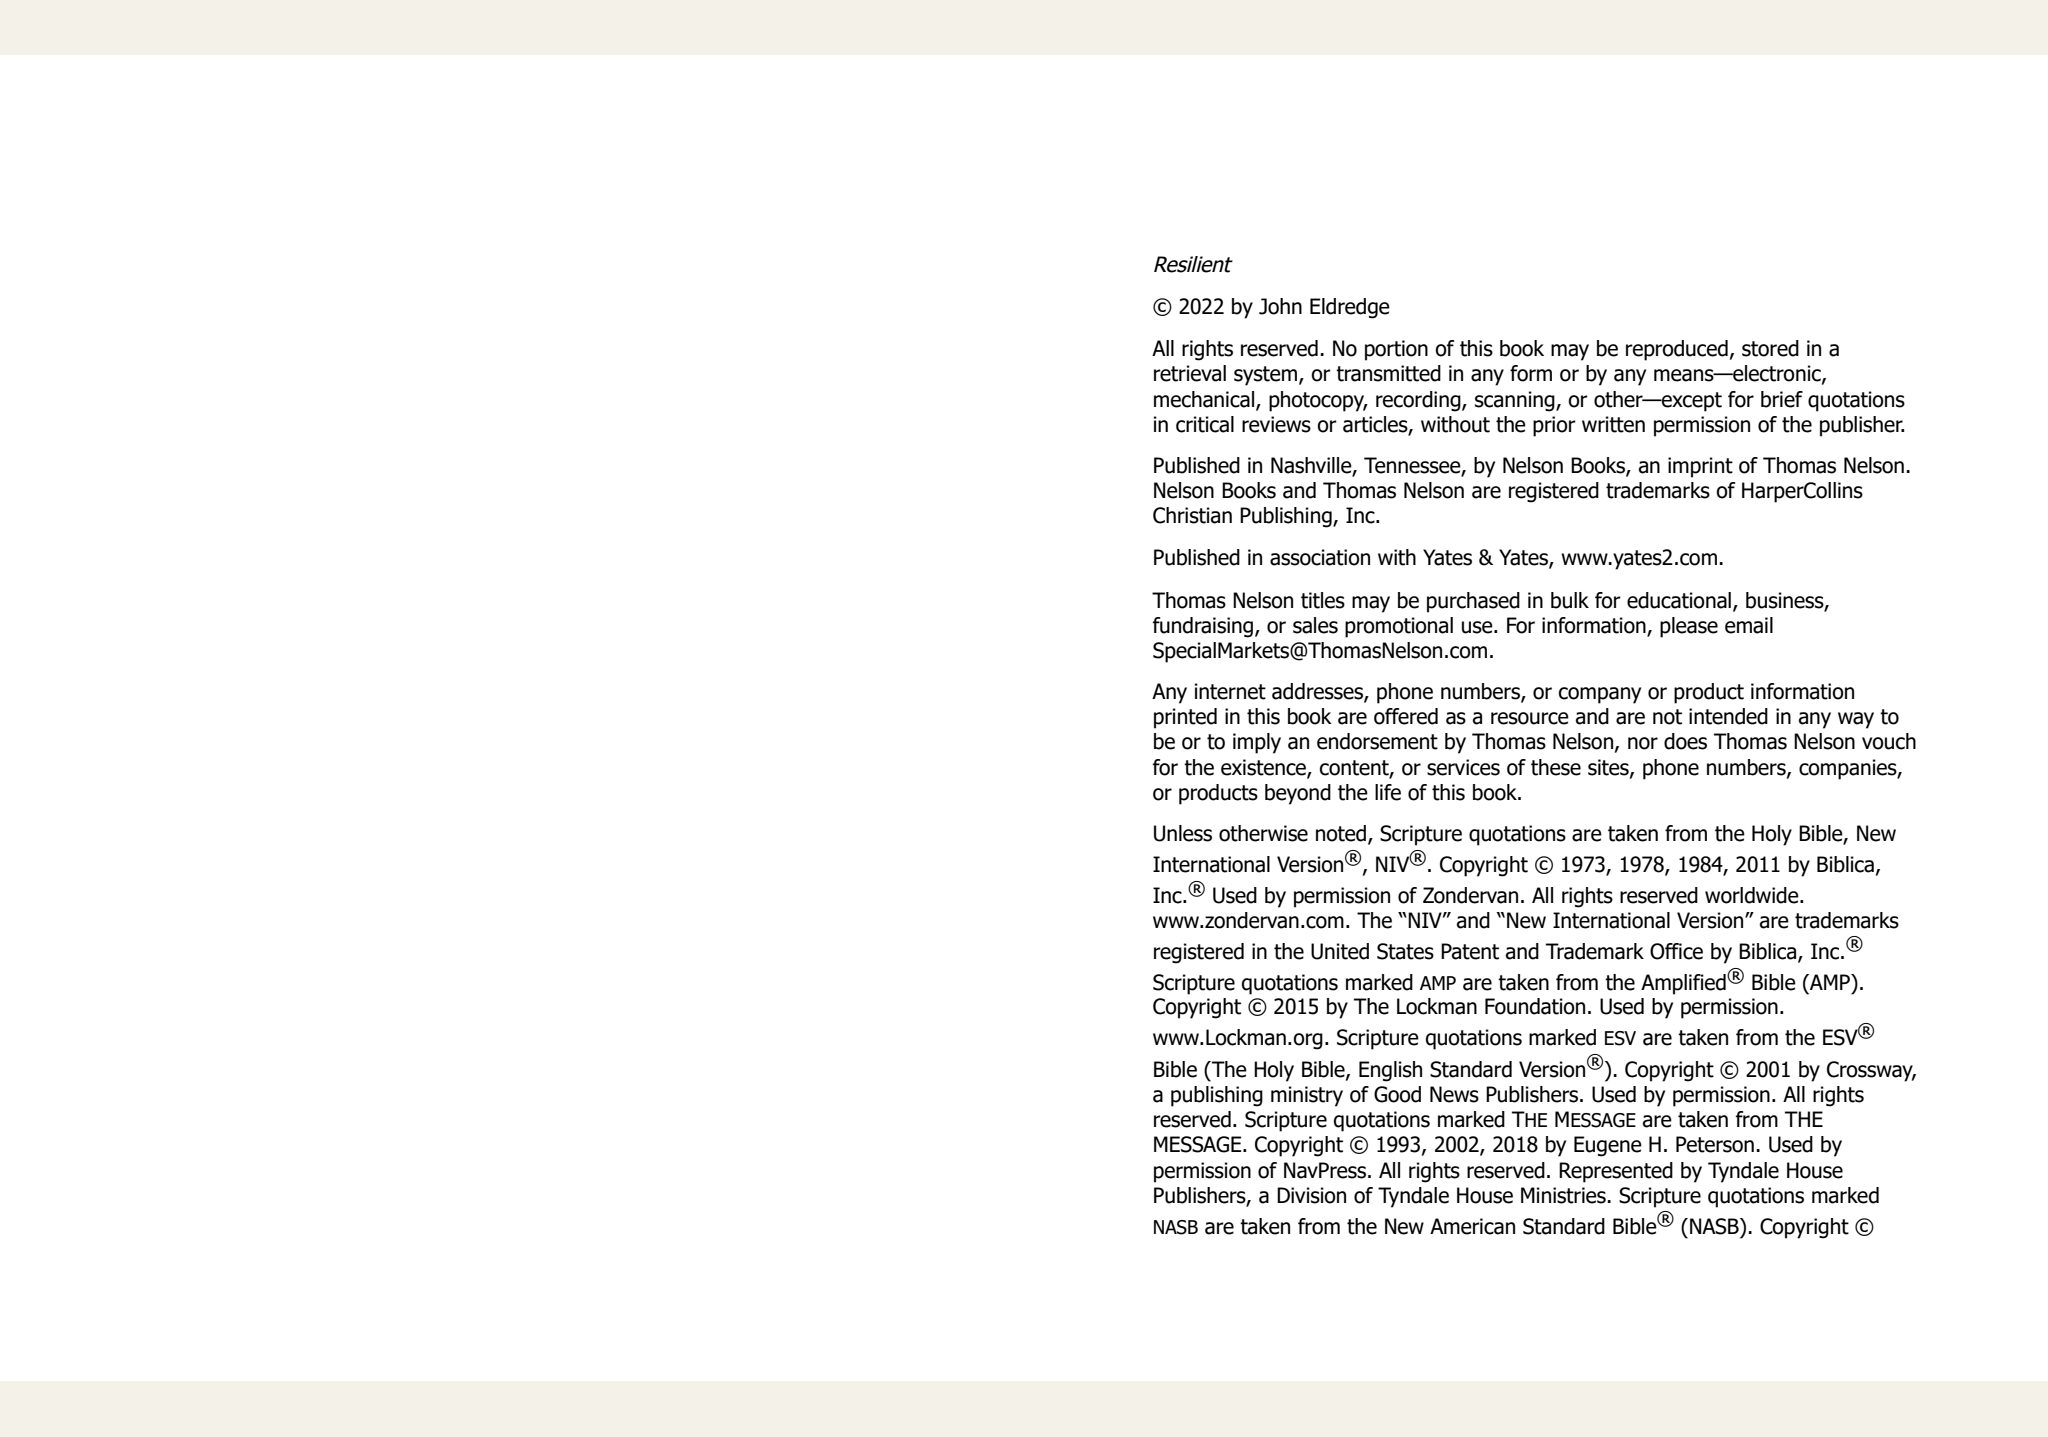 Resilient
© 2022 by John Eldredge
All rights reserved. No portion of this book may be reproduced, stored in a
retrieval system, or transmitted in any form or by any means—electronic,
mechanical, photocopy, recording, scanning, or other—except for brief quotations
in critical reviews or articles, without the prior written permission of the publisher.
Published in Nashville, Tennessee, by Nelson Books, an imprint of Thomas Nelson.
Nelson Books and Thomas Nelson are registered trademarks of HarperCollins
Christian Publishing, Inc.
Published in association with Yates & Yates, www.yates2.com.
Thomas Nelson titles may be purchased in bulk for educational, business,
fundraising, or sales promotional use. For information, please email
SpecialMarkets@ThomasNelson.com.
Any internet addresses, phone numbers, or company or product information
printed in this book are offered as a resource and are not intended in any way to
be or to imply an endorsement by Thomas Nelson, nor does Thomas Nelson vouch
for the existence, content, or services of these sites, phone numbers, companies,
or products beyond the life of this book.
Unless otherwise noted, Scripture quotations are taken from the Holy Bible, New
International Version®, NIV®. Copyright © 1973, 1978, 1984, 2011 by Biblica,
Inc.® Used by permission of Zondervan. All rights reserved worldwide.
www.zondervan.com. The “NIV” and “New International Version” are trademarks
registered in the United States Patent and Trademark Office by Biblica, Inc.®
Scripture quotations marked AMP are taken from the Amplified® Bible (AMP).
Copyright © 2015 by The Lockman Foundation. Used by permission.
www.Lockman.org. Scripture quotations marked ESV are taken from the ESV®
Bible (The Holy Bible, English Standard Version®). Copyright © 2001 by Crossway,
a publishing ministry of Good News Publishers. Used by permission. All rights
reserved. Scripture quotations marked THE MESSAGE are taken from THE
MESSAGE. Copyright © 1993, 2002, 2018 by Eugene H. Peterson. Used by
permission of NavPress. All rights reserved. Represented by Tyndale House
Publishers, a Division of Tyndale House Ministries. Scripture quotations marked
NASB are taken from the New American Standard Bible® (NASB). Copyright ©